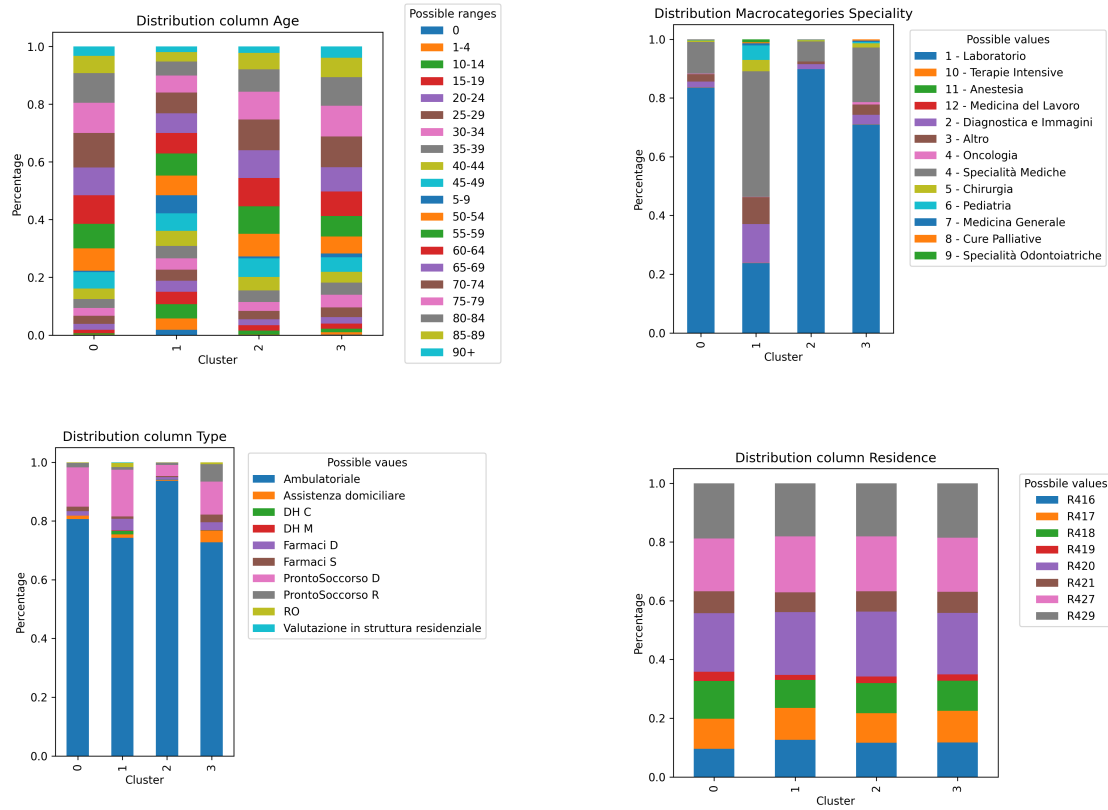 Distribution column Age
Percentage
1.0
0.8
0.6
0.4
0.2
0.0
0
1
2
3
Cluster
Possible ranges
0
1-4
10-14
15-19
20-24
25-29
30-34
35-39
40-44
45-49
5-9
50-54
55-59
60-64
65-69
70-74
75-79
80-84
85-89
90+
Distribution Macrocategories Speciality
Percentage
1.0
0.8
0.6
0.4
0.2
0.0
0
1
2
3
Cluster
Possible values
1 - Laboratorio
10 - Terapie Intensive
11 - Anestesia
12 - Medicina del Lavoro
2 - Diagnostica e Immagini
3 - Altro
4 - Oncologia
4 - Specialità Mediche
5 - Chirurgia
6 - Pediatria
7 - Medicina Generale
8 - Cure Palliative
9 - Specialità Odontoiatriche
Distribution column Type
Percentage
1.0
0.8
0.6
0.4
0.2
0.0
0
1
2
3
Cluster
Possible vaues
Ambulatoriale
Assistenza domiciliare
DH C
DH M
Farmaci D
Farmaci S
ProntoSoccorso D
ProntoSoccorso R
RO
Valutazione in struttura residenziale
Distribution column Residence
Percentage
1.0
0.8
0.6
0.4
0.2
0.0
0
1
2
3
Cluster
Possbile values
R416
R417
R418
R419
R420
R421
R427
R429